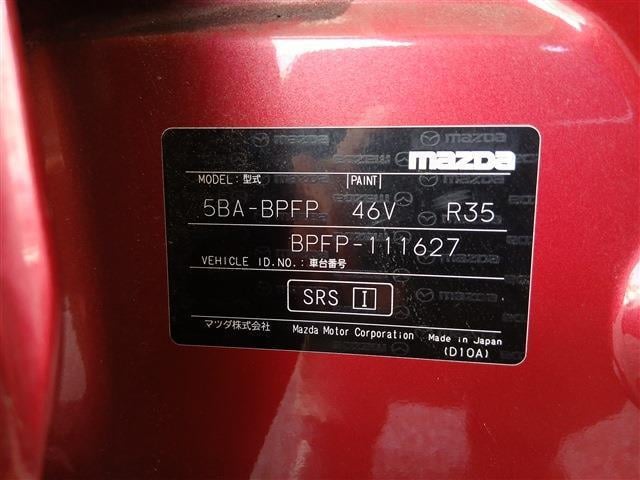 mazda
MODEL:型式 PAINT
5BA-BPFP 46V R35
BPFP-111627
VEHICLE ID.NO.:車台番号
SRS I
マツダ株式会社 Mazda Motor Corporation Made in Japan
(D10A)